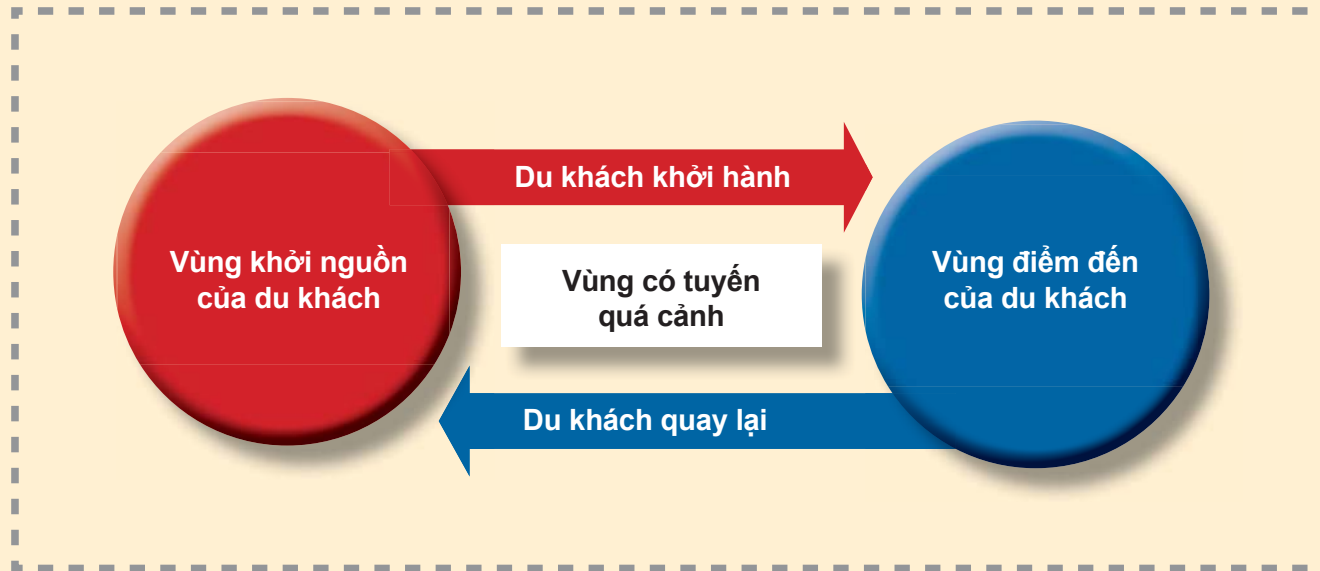 Du khách khởi hành
Vùng khởi nguồn
của du khách
Vùng có tuyến
quá cảnh
Vùng điểm đến
của du khách
Du khách quay lại